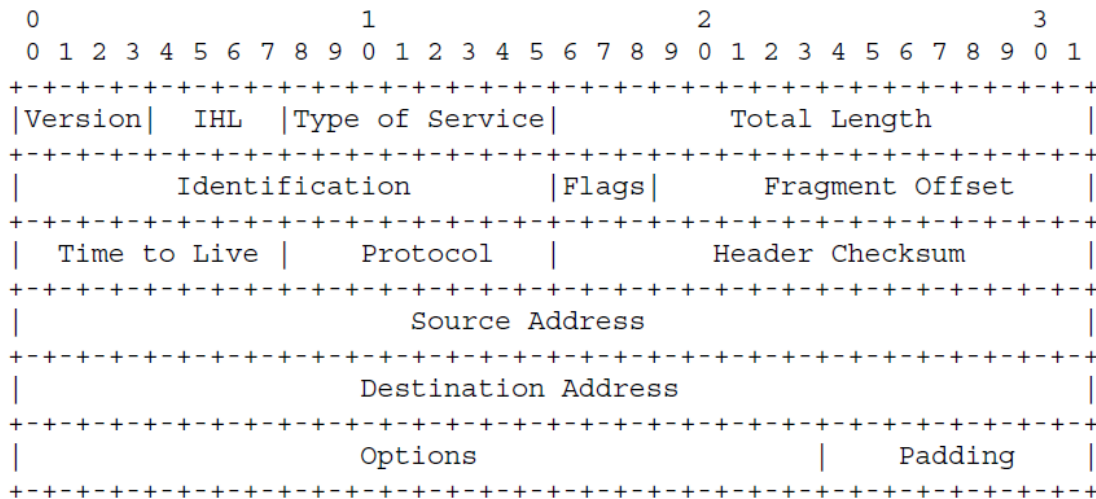 0                   1                   2                   3
 0 1 2 3 4 5 6 7 8 9 0 1 2 3 4 5 6 7 8 9 0 1 2 3 4 5 6 7 8 9 0 1
+-+-+-+-+-+-+-+-+-+-+-+-+-+-+-+-+-+-+-+-+-+-+-+-+-+-+-+-+-+-+-+-+
|Version|  IHL  |Type of Service|          Total Length         |
+-+-+-+-+-+-+-+-+-+-+-+-+-+-+-+-+-+-+-+-+-+-+-+-+-+-+-+-+-+-+-+-+
|         Identification        |Flags|      Fragment Offset    |
+-+-+-+-+-+-+-+-+-+-+-+-+-+-+-+-+-+-+-+-+-+-+-+-+-+-+-+-+-+-+-+-+
|  Time to Live |    Protocol   |         Header Checksum       |
+-+-+-+-+-+-+-+-+-+-+-+-+-+-+-+-+-+-+-+-+-+-+-+-+-+-+-+-+-+-+-+-+
|                       Source Address                          |
+-+-+-+-+-+-+-+-+-+-+-+-+-+-+-+-+-+-+-+-+-+-+-+-+-+-+-+-+-+-+-+-+
|                    Destination Address                        |
+-+-+-+-+-+-+-+-+-+-+-+-+-+-+-+-+-+-+-+-+-+-+-+-+-+-+-+-+-+-+-+-+
|                    Options                    |    Padding    |
+-+-+-+-+-+-+-+-+-+-+-+-+-+-+-+-+-+-+-+-+-+-+-+-+-+-+-+-+-+-+-+-+